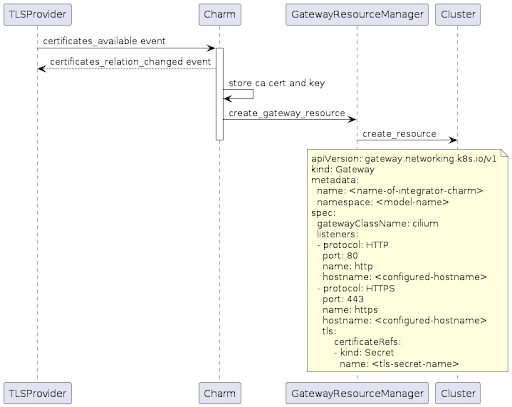 TLSProvider Charm GatewayResourceManager Cluster
certificates_available event
certificates_relation_changed event
store ca cert and key
create_gateway_resource
create_resource
apiVersion: gateway.networking.k8s.io/v1
kind: Gateway
metadata:
name: <name-of-integrator-charm>
namespace: <model-name>
spec:
gatewayClassName: cilium
listeners:
- protocol: HTTP
port: 80
name: http
hostname: <configured-hostname>
- protocol: HTTPS
port: 443
name: https
hostname: <configured-hostname>
tls:
certificateRefs:
- kind: Secret
name: <tls-secret-name>
TLSProvider Charm GatewayResourceManager Cluster